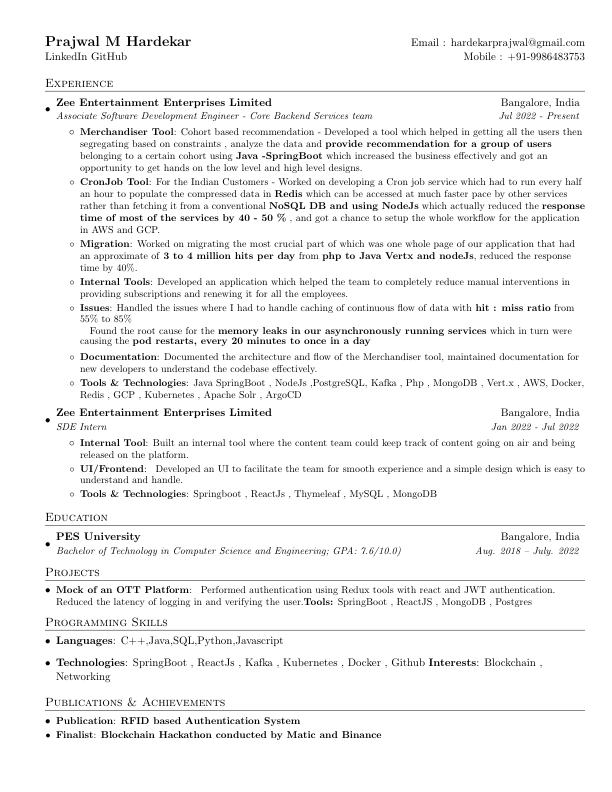 Prajwal M Hardekar
Email : hardekarprajwal@gmail.com
LinkedIn GitHub
Mobile : +91-9986483753
Experience
• Zee Entertainment Enterprises Limited
Bangalore, India
Associate Software Development Engineer - Core Backend Services team
Jul 2022 - Present
◦ Merchandiser Tool: Cohort based recommendation - Developed a tool which helped in getting all the users then
segregating based on constraints , analyze the data and provide recommendation for a group of users
belonging to a certain cohort using Java -SpringBoot which increased the business effectively and got an
opportunity to get hands on the low level and high level designs.
◦ CronJob Tool: For the Indian Customers - Worked on developing a Cron job service which had to run every half
an hour to populate the compressed data in Redis which can be accessed at much faster pace by other services
rather than fetching it from a conventional NoSQL DB and using NodeJs which actually reduced the response
time of most of the services by 40 - 50 % , and got a chance to setup the whole workflow for the application
in AWS and GCP.
◦ Migration: Worked on migrating the most crucial part of which was one whole page of our application that had
an approximate of 3 to 4 million hits per day from php to Java Vertx and nodeJs, reduced the response
time by 40%.
◦ Internal Tools: Developed an application which helped the team to completely reduce manual interventions in
providing subscriptions and renewing it for all the employees.
◦ Issues: Handled the issues where I had to handle caching of continuous flow of data with hit : miss ratio from
55% to 85%
Found the root cause for the memory leaks in our asynchronously running services which in turn were
causing the pod restarts, every 20 minutes to once in a day
◦ Documentation: Documented the architecture and flow of the Merchandiser tool, maintained documentation for
new developers to understand the codebase effectively.
◦ Tools & Technologies: Java SpringBoot , NodeJs ,PostgreSQL, Kafka , Php , MongoDB , Vert.x , AWS, Docker,
Redis , GCP , Kubernetes , Apache Solr , ArgoCD
• Zee Entertainment Enterprises Limited
Bangalore, India
SDE Intern
Jan 2022 - Jul 2022
◦ Internal Tool: Built an internal tool where the content team could keep track of content going on air and being
released on the platform.
◦ UI/Frontend: Developed an UI to facilitate the team for smooth experience and a simple design which is easy to
understand and handle.
◦ Tools & Technologies: Springboot , ReactJs , Thymeleaf , MySQL , MongoDB
Education
• PES University
Bangalore, India
Bachelor of Technology in Computer Science and Engineering; GPA: 7.6/10.0)
Aug. 2018 – July. 2022
Projects
• Mock of an OTT Platform: Performed authentication using Redux tools with react and JWT authentication.
Reduced the latency of logging in and verifying the user.Tools: SpringBoot , ReactJS , MongoDB , Postgres
Programming Skills
• Languages: C++,Java,SQL,Python,Javascript
• Technologies: SpringBoot , ReactJs , Kafka , Kubernetes , Docker , Github Interests: Blockchain ,
Networking
Publications & Achievements
• Publication: RFID based Authentication System
• Finalist: Blockchain Hackathon conducted by Matic and Binance